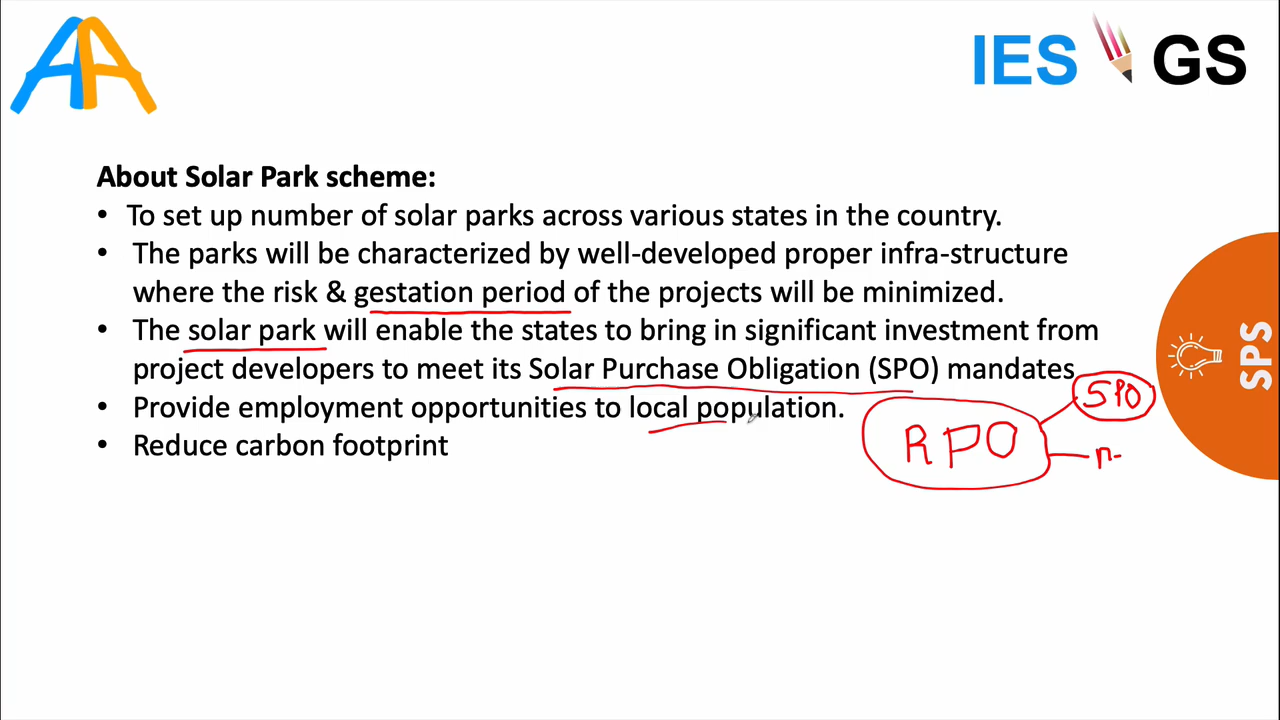 IES GS
About Solar Park scheme:
• To set up number of solar parks across various states in the country.
• The parks will be characterized by well-developed proper infra-structure
where the risk & gestation period of the projects will be minimized.
• The solar park will enable the states to bring in significant investment from
project developers to meet its Solar Purchase Obligation (SPO) mandates
• Provide employment opportunities to local population.
• Reduce carbon footprint
SPO
RPO
SPS